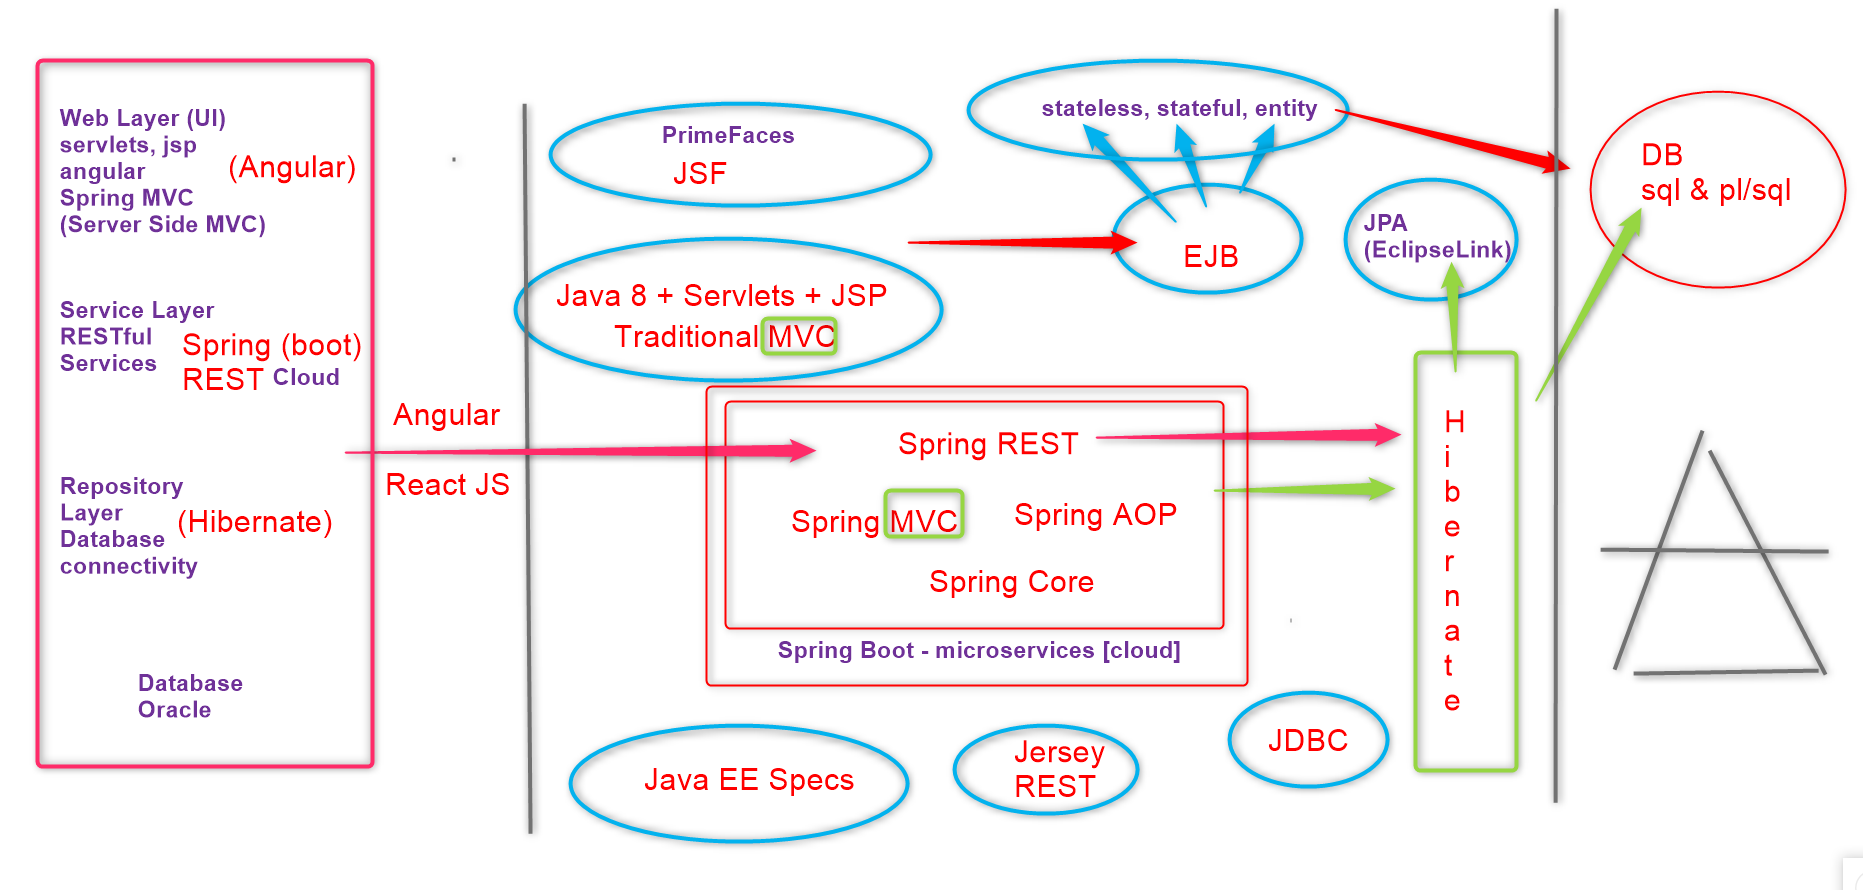 Web Layer (UI)
servlets, jsp
angular
(Angular)
Spring MVC
(Server Side MVC)
Service Layer
RESTful
Services
Spring (boot)
REST Cloud
Repository
Layer
Database
connectivity
(Hibernate)
Database
Oracle
Angular
React JS
PrimeFaces
JSF
Java 8 + Servlets + JSP
Traditional MVC
stateless, stateful, entity
EJB
JPA
(EclipseLink)
DB
sql & pl/sql
Spring REST
Spring MVC
Spring AOP
Spring Core
Spring Boot - microservices [cloud]
Hibernate
Java EE Specs
Jersey
REST
JDBC